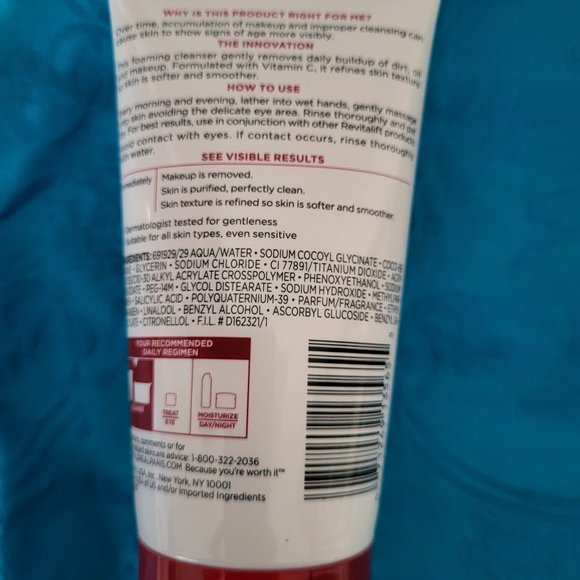 WHY IS THIS PRODUCT RIGHT FOR ME?
Over time, accumulation of makeup and improper cleansing can
cause skin to show signs of age more visibly.
THE INNOVATION
This foaming cleanser gently removes daily buildup of dirt, oil
and makeup. Formulated with Vitamin C, it refines skin texture
so skin is softer and smoother.
HOW TO USE
Every morning and evening, lather into wet hands, gently massage
onto skin avoiding the delicate eye area. Rinse thoroughly and pat
For best results, use in conjunction with other Revitalift products.
Avoid contact with eyes. If contact occurs, rinse thoroughly
with water.
SEE VISIBLE RESULTS
Immediately
Makeup is removed.
Skin is purified, perfectly clean.
Skin texture is refined so skin is softer and smoother.
Dermatologist tested for gentleness
Suitable for all skin types, even sensitive
INGREDIENTS: 691929/29 AQUA/WATER • SODIUM COCOYL GLYCINATE •
• GLYCERIN • SODIUM CHLORIDE • CI 77891/TITANIUM DIOXIDE •
ALKYL ACRYLATE CROSSPOLYMER • PHENOXYETHANOL • SODIUM
• PEG-14M • GLYCOL DISTEARATE • SODIUM HYDROXIDE •
• SALICYLIC ACID • POLYQUATERNIUM-39 • PARFUM/FRAGRANCE •
• LINALOOL • BENZYL ALCOHOL • ASCORBYL GLUCOSIDE •
• CITRONELLOL • F.I.L. # D162321/1
YOUR RECOMMENDED
DAILY REGIMEN
TREAT
EYE
MOISTURIZE
DAY/NIGHT
comments or for
skincare advice: 1-800-322-2036
Because you're worth it™
Inc. New York, NY 10001
of US and/or Imported Ingredients